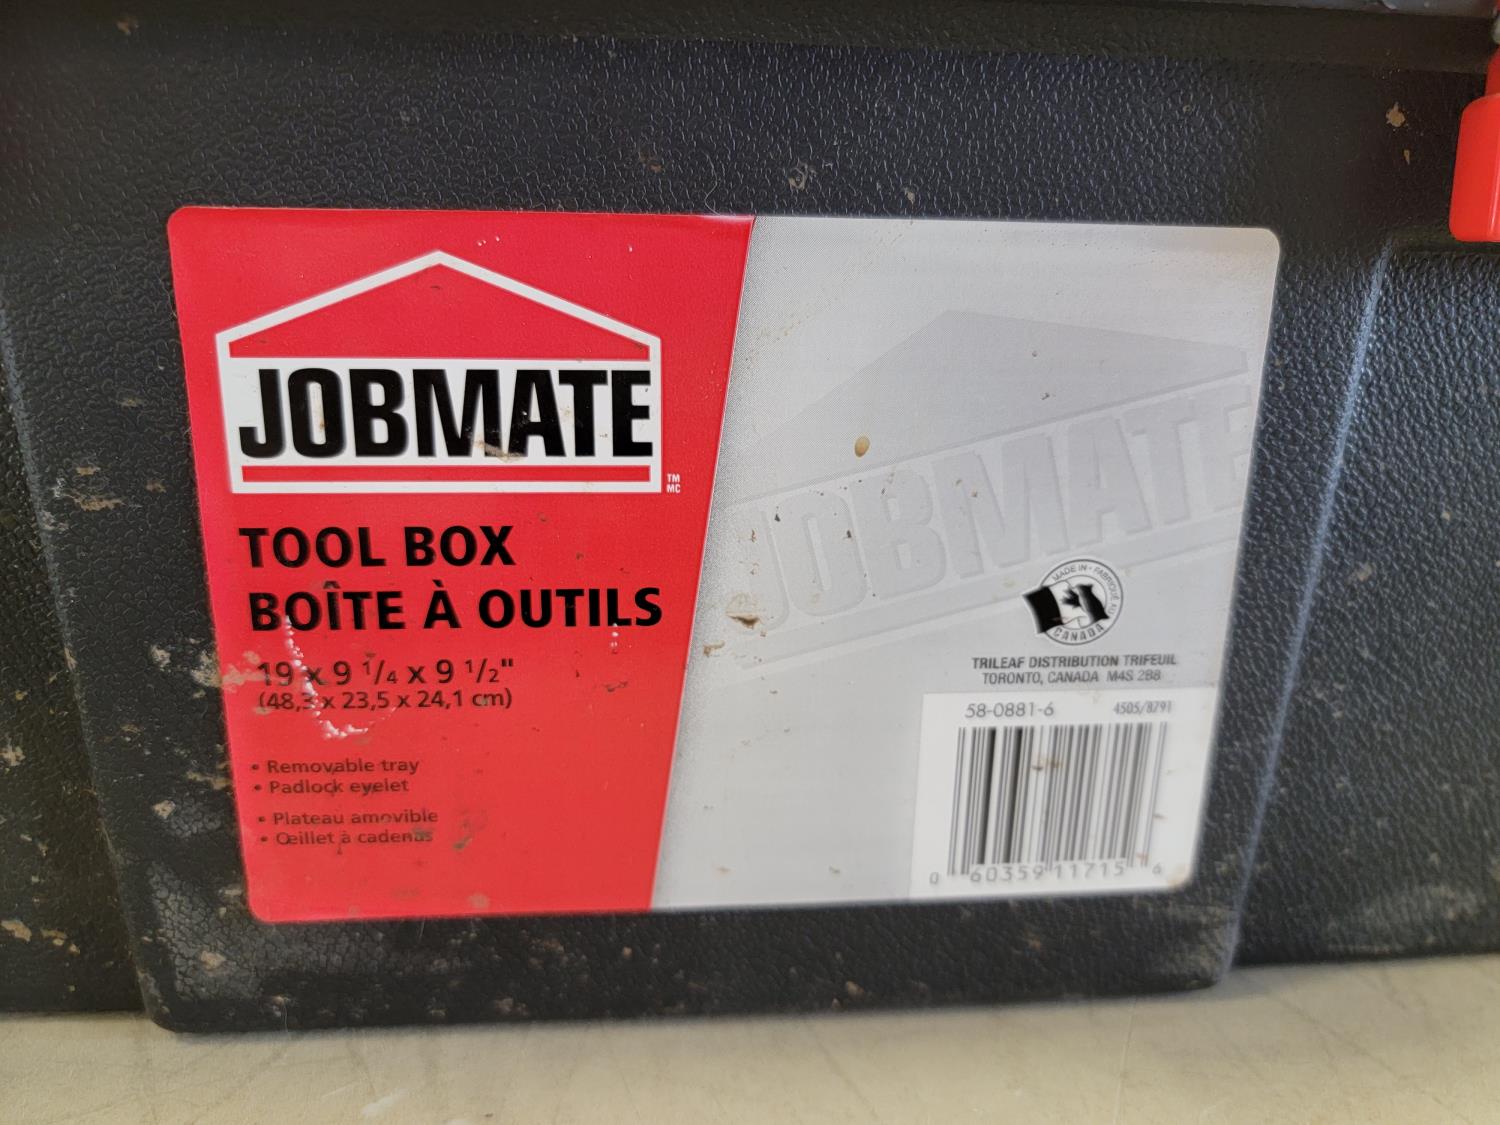 JOBMATE
TM
MC
TOOL BOX
BOÎTE À OUTILS
19 x 9 1/4 x 9 1/2"
(48,3 x 23,5 x 24,1 cm)
• Removable tray
• Padlock eyelet
• Plateau amovible
• Œillet à cadenas
JOBMATE
MADE IN • FABRIQUÉ AU
CANADA
TRILEAF DISTRIBUTION TRIFEUIL
TORONTO, CANADA M4S 2B8
58-0881-6 4505/8791
0 60359 11715 6